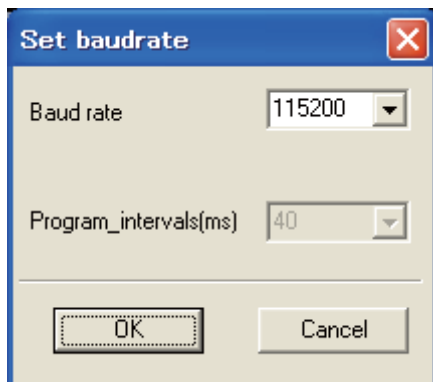 Set baudrate
Baud rate 115200
Program_intervals(ms) 40
OK Cancel